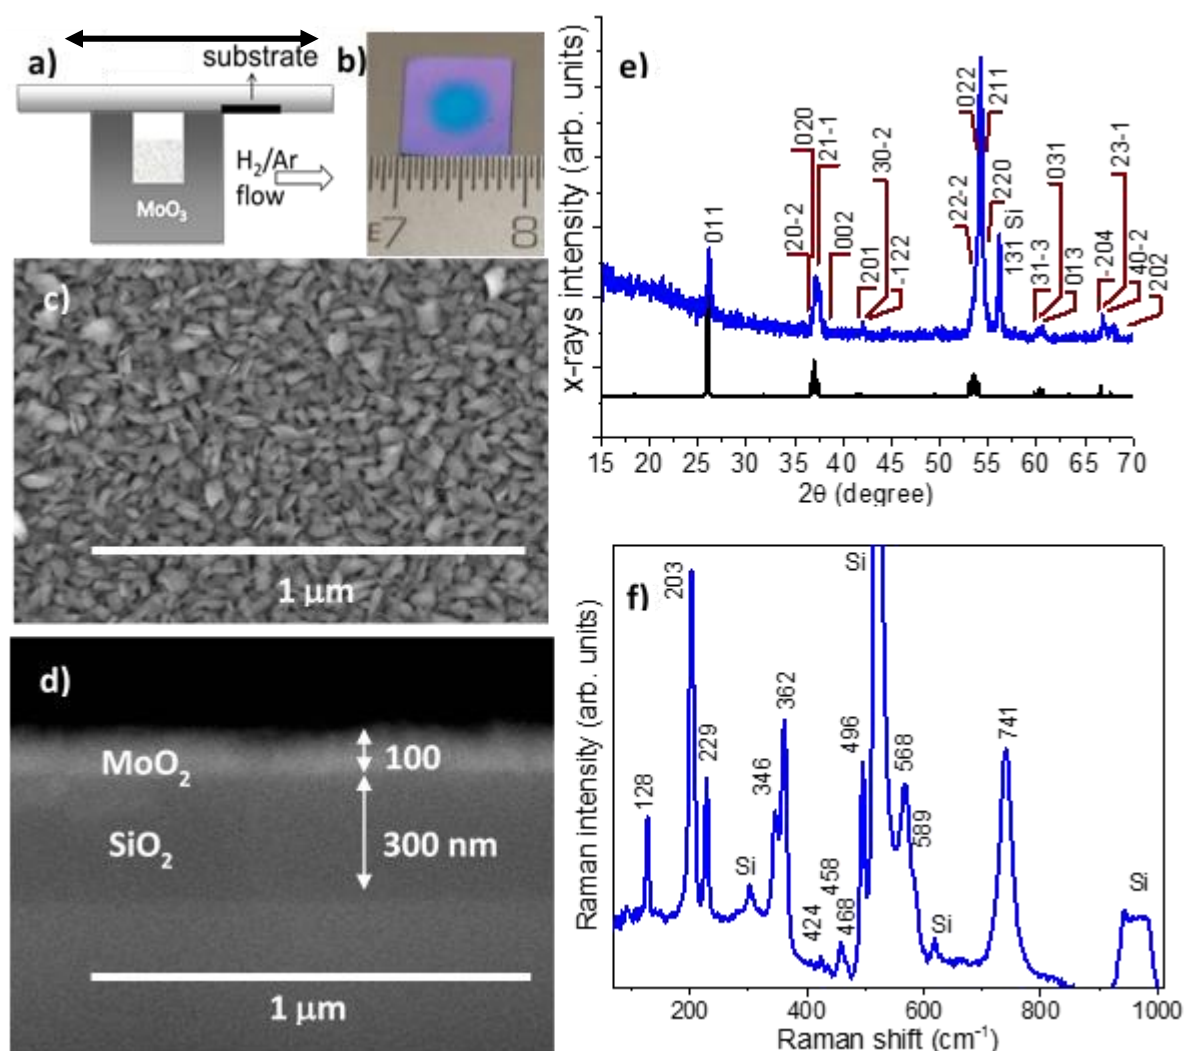 a)
substrate
H₂/Ar
flow
MoO₃
b)
E7
8
c)
1 μm
d)
MoO₂
100
SiO₂
300 nm
1 μm
e)
x-rays intensity (arb. units)
011
20-2
020
21-1
002
201
30-2
-122
22-2
022
211
220
131 Si
31-3
031
013
-204
23-1
40-2
202
15 20 25 30 35 40 45 50 55 60 65 70
2θ (degree)
f)
Raman intensity (arb. units)
128
203
229
Si
346
362
424
458
468
496
Si
568
589
Si
741
Si
200 400 600 800 1000
Raman shift (cm⁻¹)